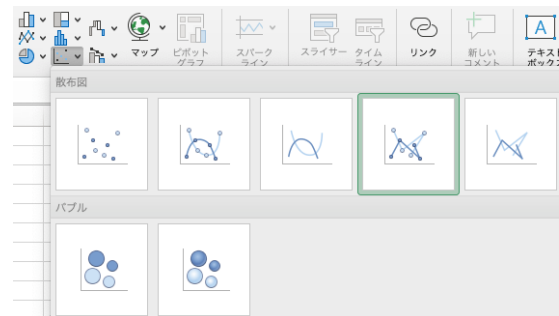 マップ
ピボット
グラフ
スパーク
ライン
スライサー
タイム
ライン
リンク
新しい
コメント
A
テキスト
ボックス
散布図
バブル